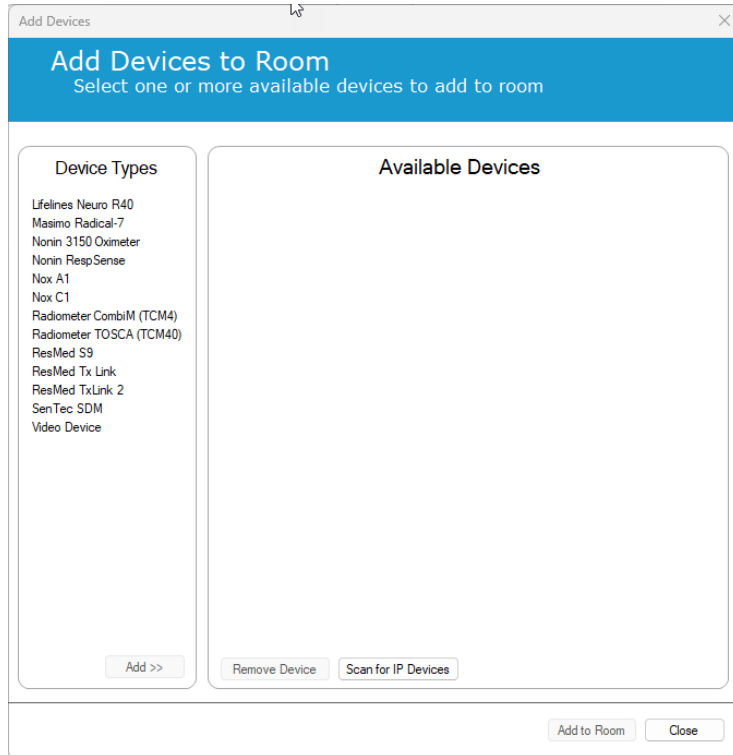 Add Devices
Add Devices to Room
Select one or more available devices to add to room
Device Types
Lifelines Neuro R40
Masimo Radical-7
Nonin 3150 Oximeter
Nonin RespSense
Nox A1
Nox C1
Radiometer CombiM (TCM4)
Radiometer TOSCA (TCM40)
ResMed S9
ResMed Tx Link
ResMed TxLink 2
SenTec SDM
Video Device
Add >>
Available Devices
Remove Device
Scan for IP Devices
Add to Room
Close